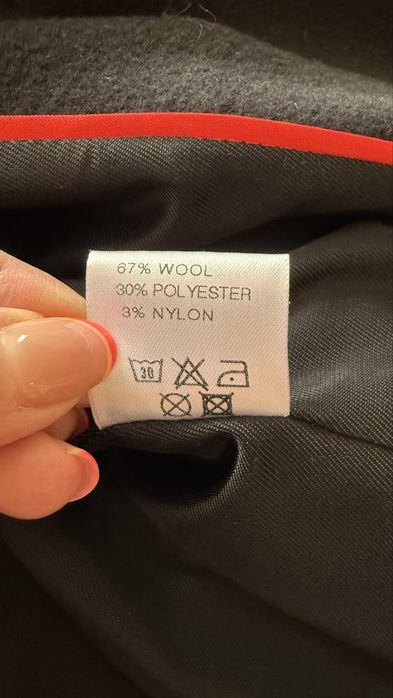 67% WOOL
30% POLYESTER
3% NYLON
30